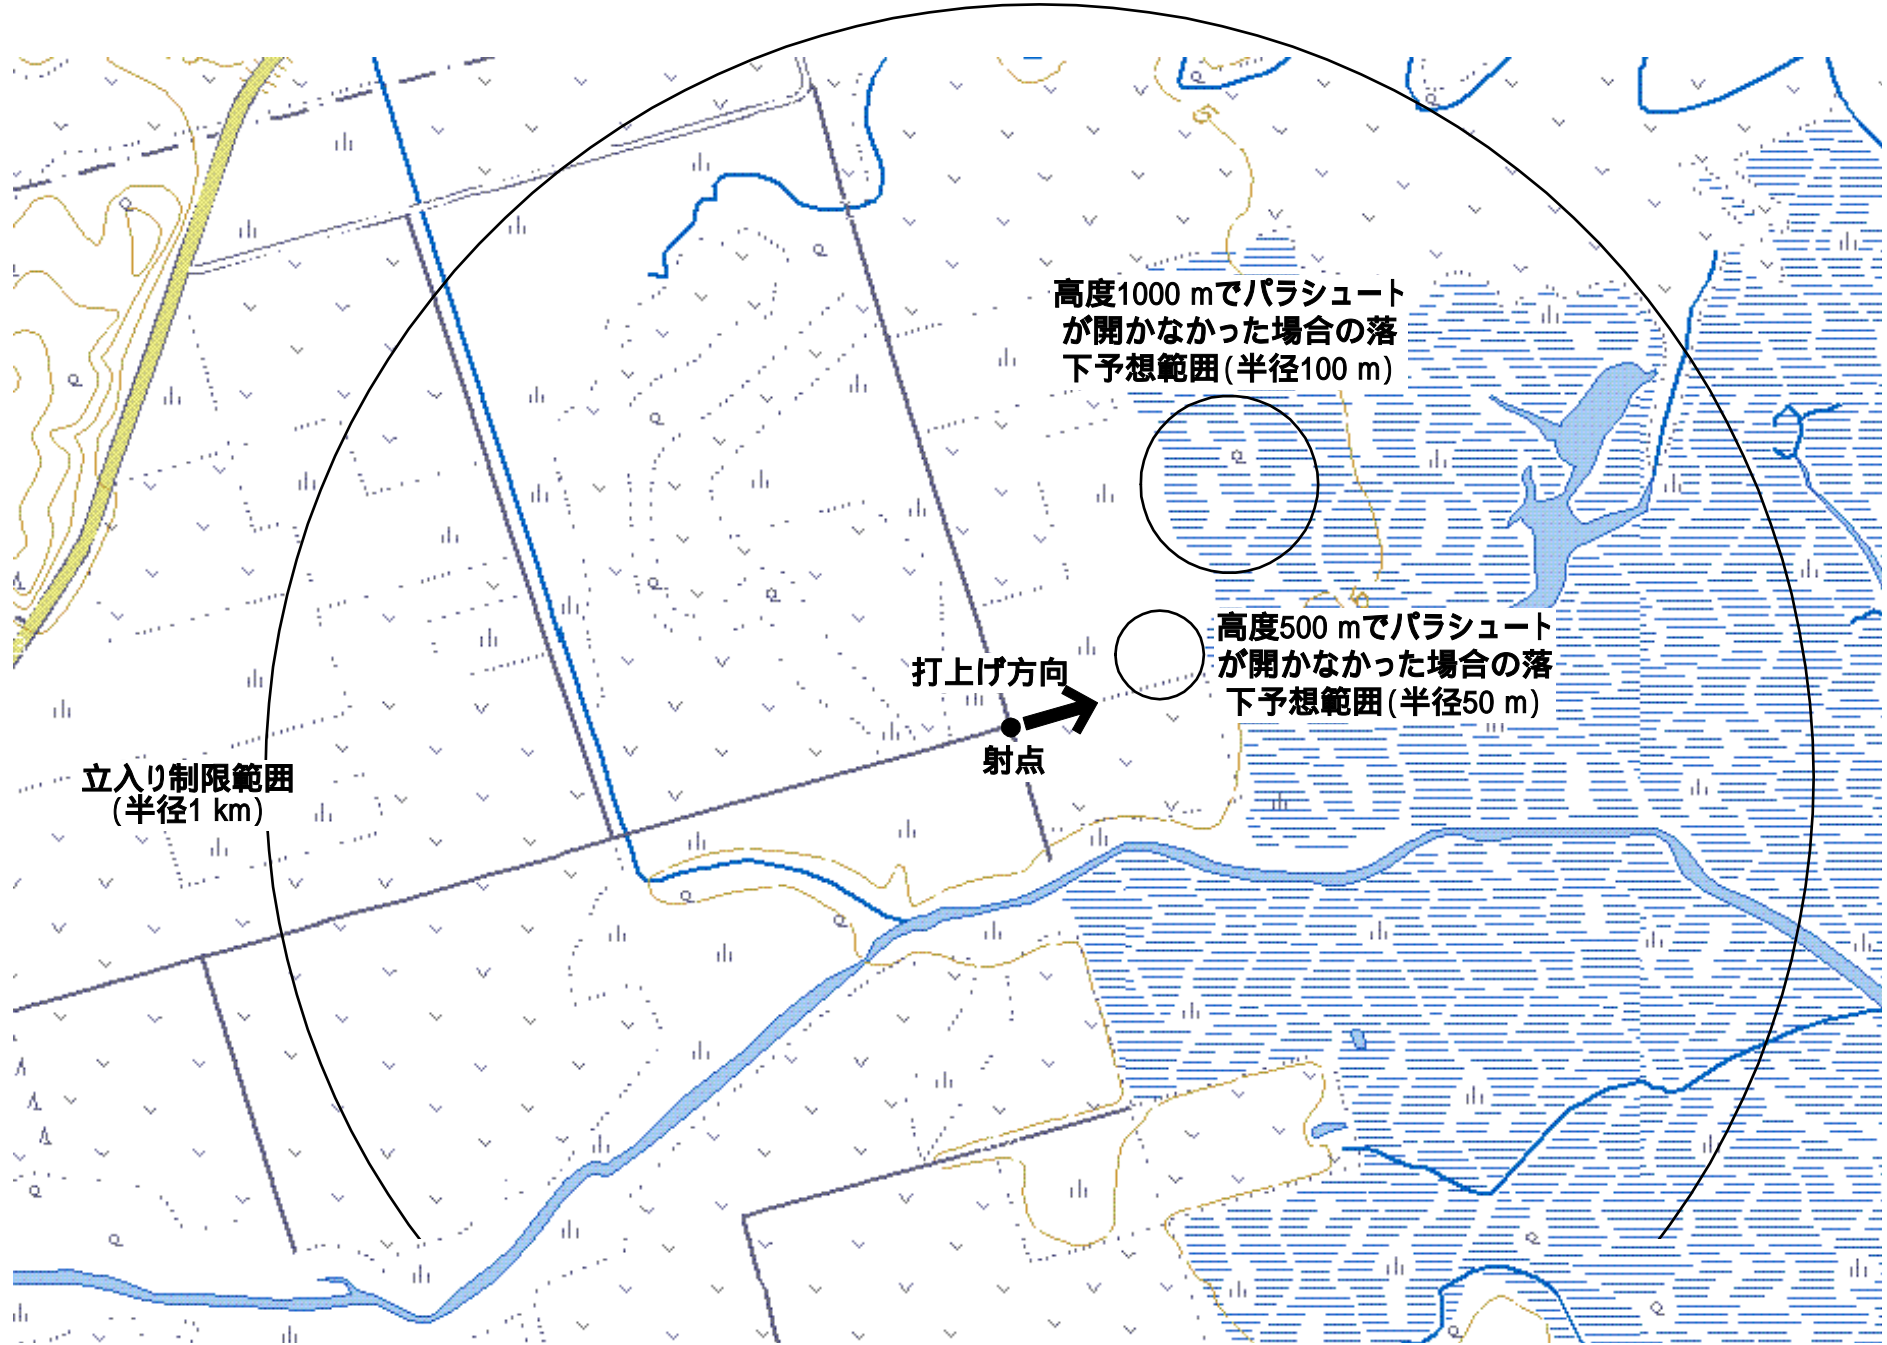 高度1000 mでパラシュート
が開かなかった場合の落
下予想範囲(半径100 m)
高度500 mでパラシュート
が開かなかった場合の落
下予想範囲(半径50 m)
打上げ方向
射点
立入り制限範囲
(半径1 km)